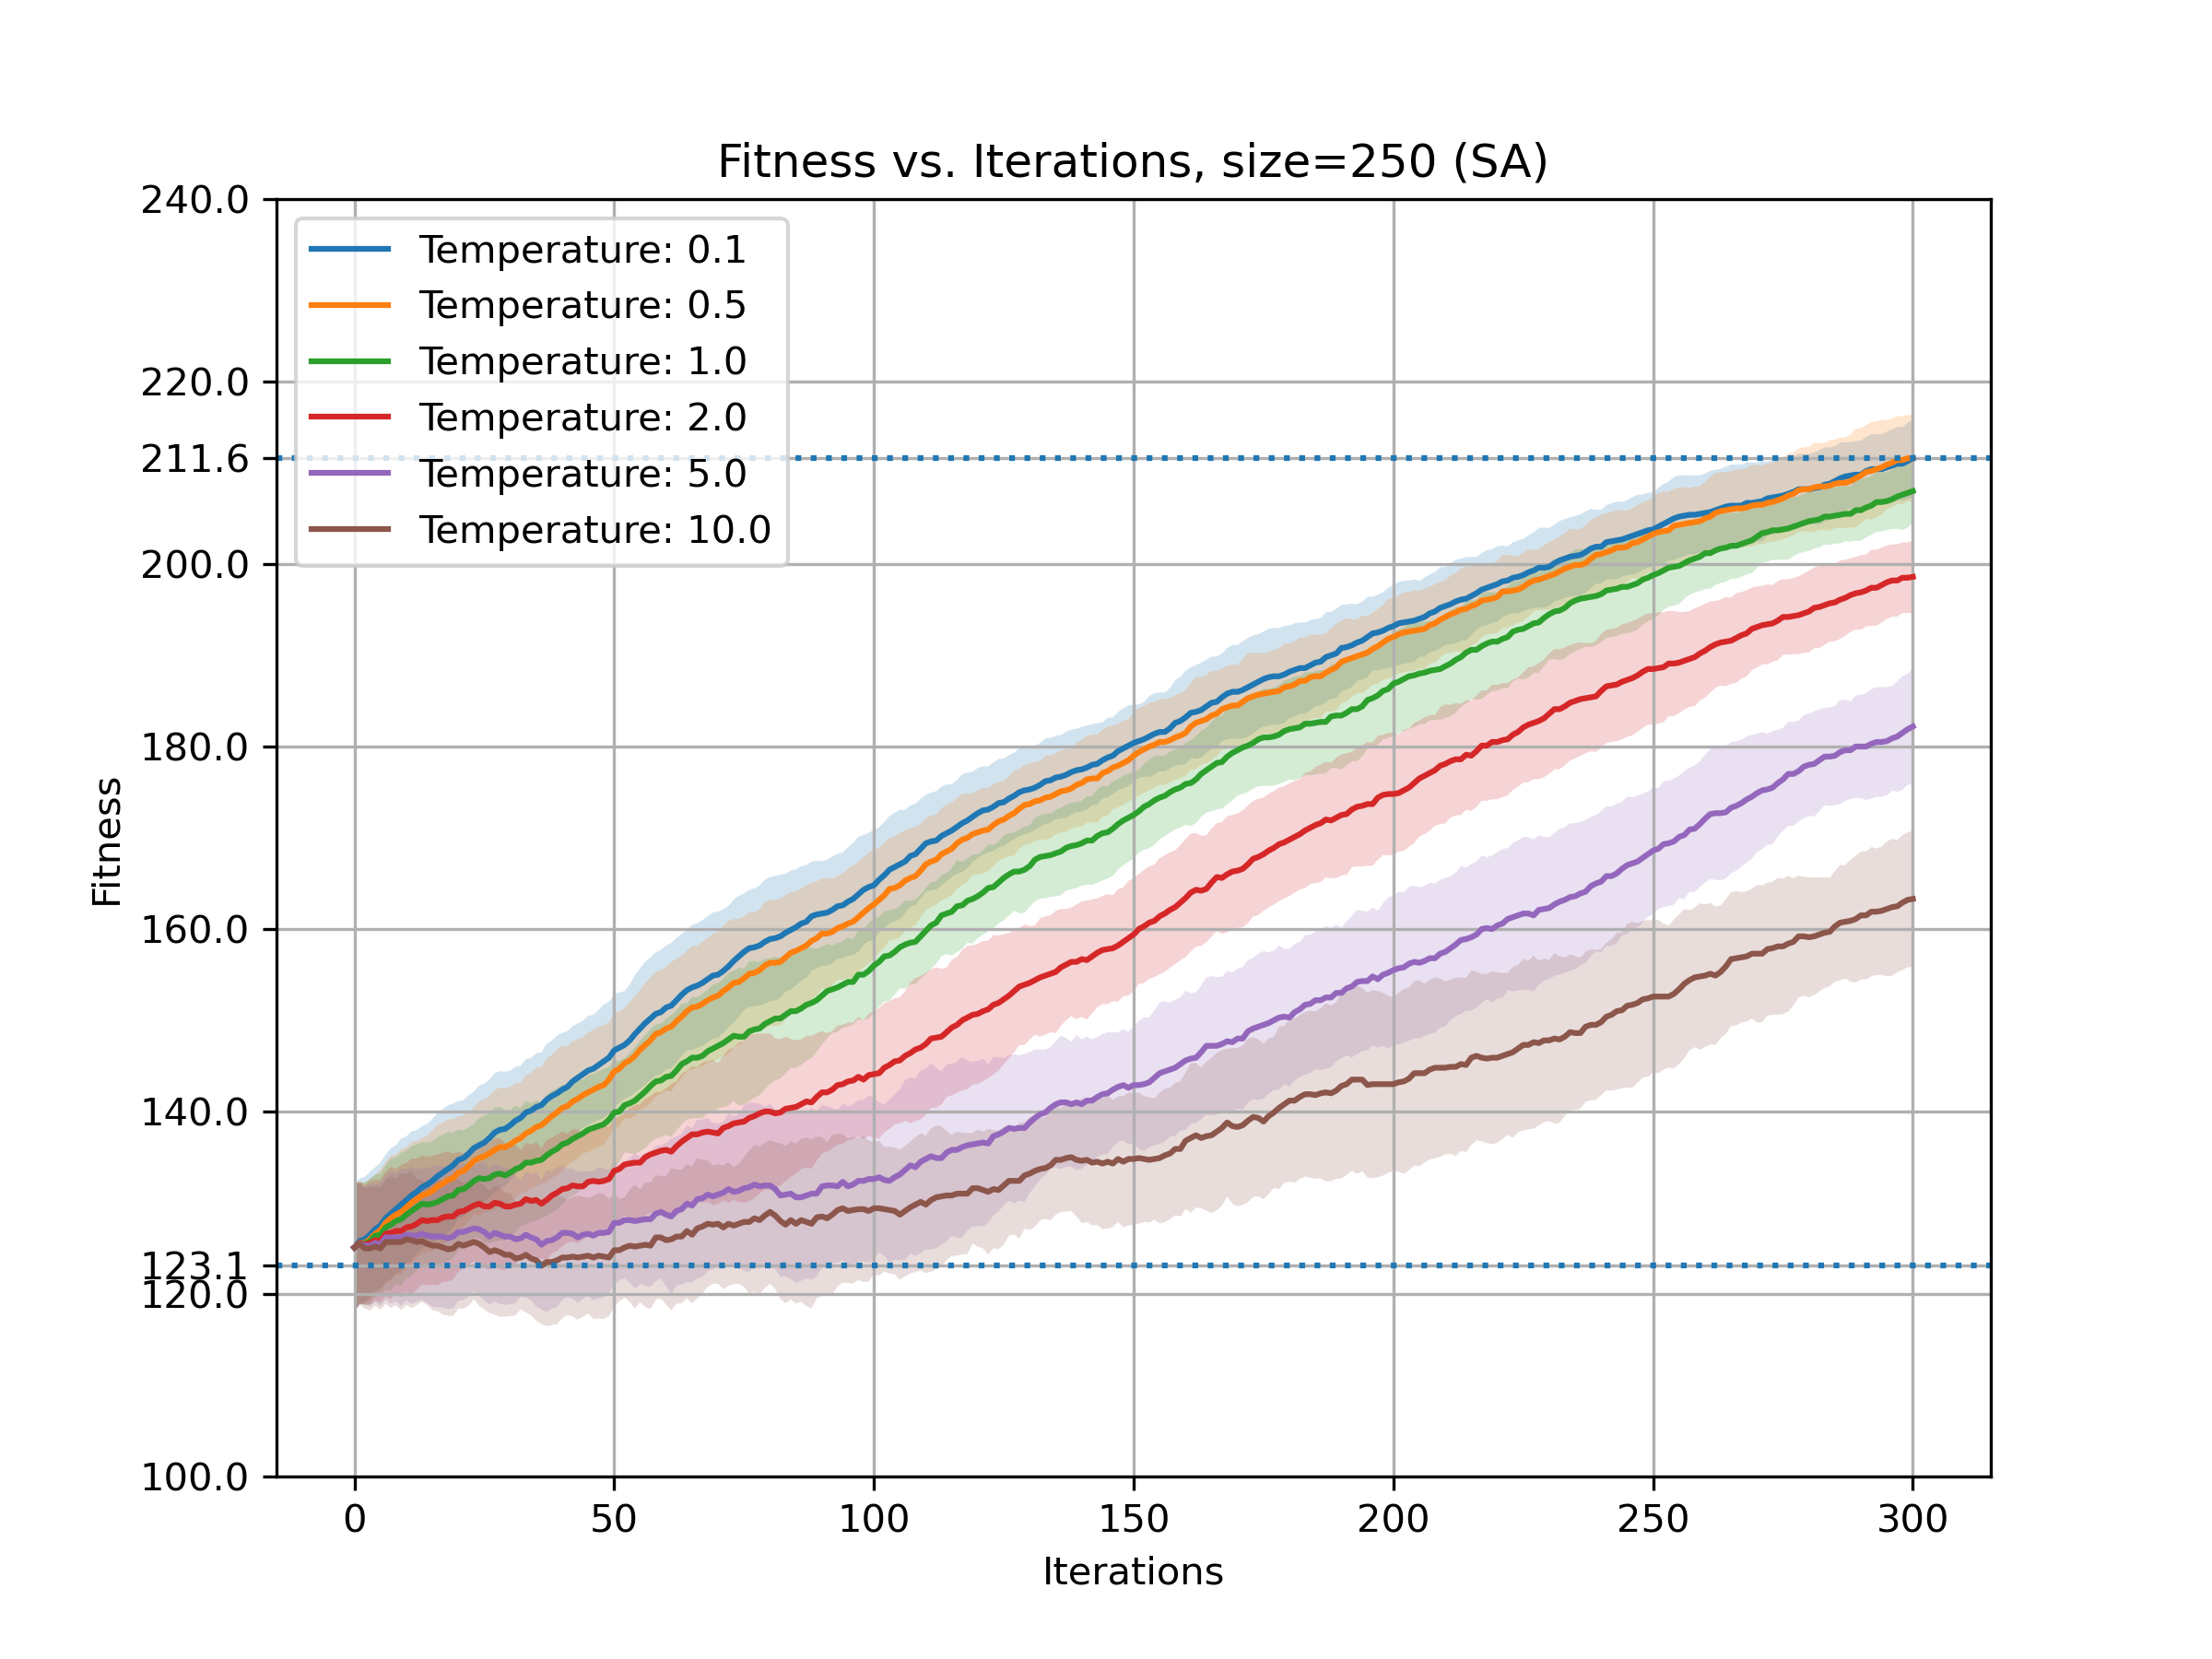 Fitness vs. Iterations, size=250 (SA)
240.0
220.0
211.6
200.0
180.0
160.0
140.0
123.1
120.0
100.0
Fitness
Temperature: 0.1
Temperature: 0.5
Temperature: 1.0
Temperature: 2.0
Temperature: 5.0
Temperature: 10.0
0 50 100 150 200 250 300
Iterations